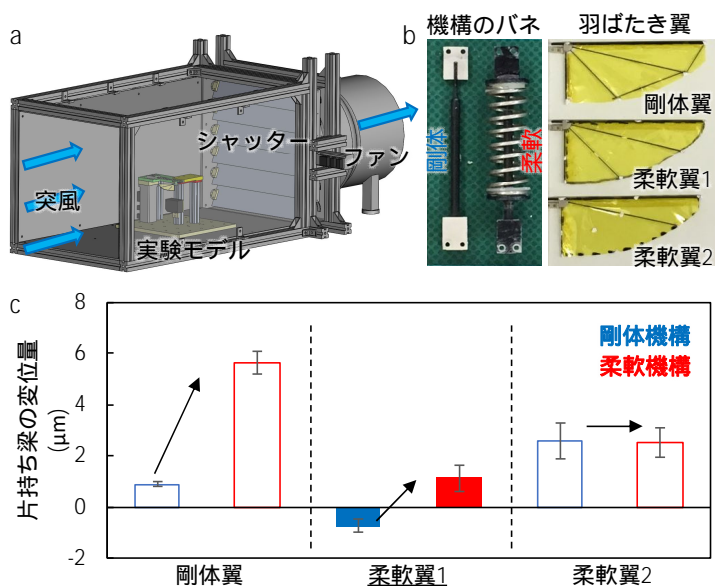 a
シャッター
ファン
突風
実験モデル
b
機構のバネ
剛体
柔軟
羽ばたき翼
剛体翼
柔軟翼1
柔軟翼2
c
片持ち梁の変位量
(μm)
8
6
4
2
0
-2
剛体機構
柔軟機構
剛体翼
柔軟翼1
柔軟翼2